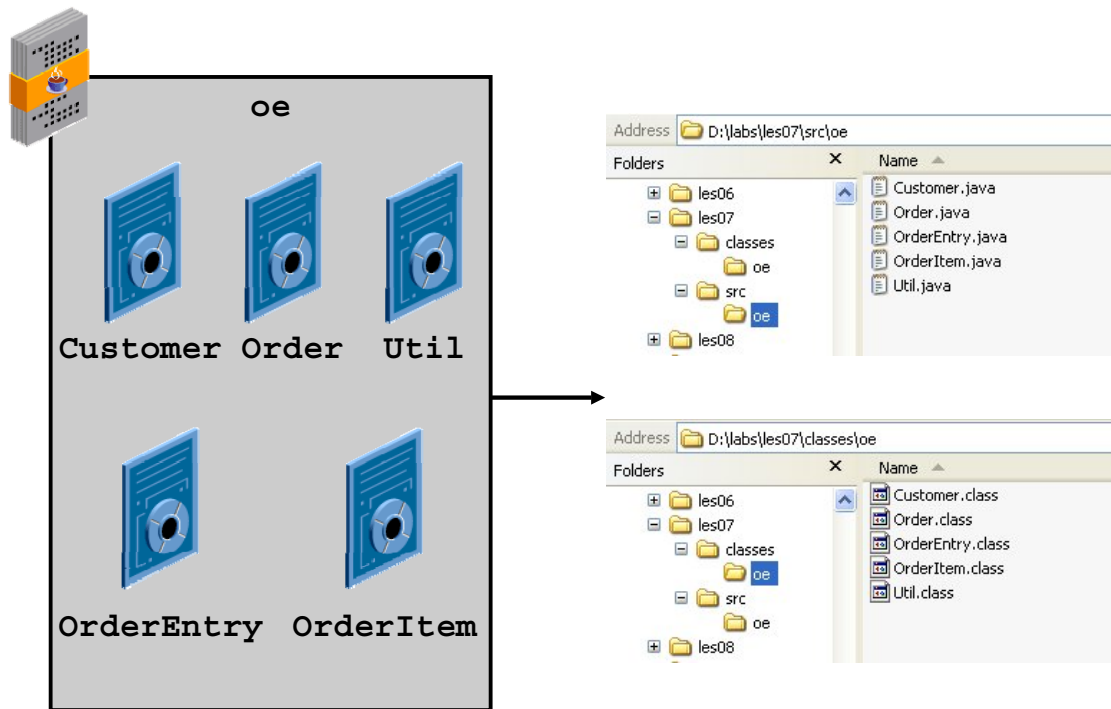 oe
Customer Order Util
OrderEntry OrderItem
Address D:\labs\les07\src\oe
Folders X Name
les06
les07
classes
oe
src
oe
les08
Customer.java
Order.java
OrderEntry.java
OrderItem.java
Util.java
Address D:\labs\les07\classes\oe
Folders X Name
les06
les07
classes
oe
src
oe
les08
Customer.class
Order.class
OrderEntry.class
OrderItem.class
Util.class